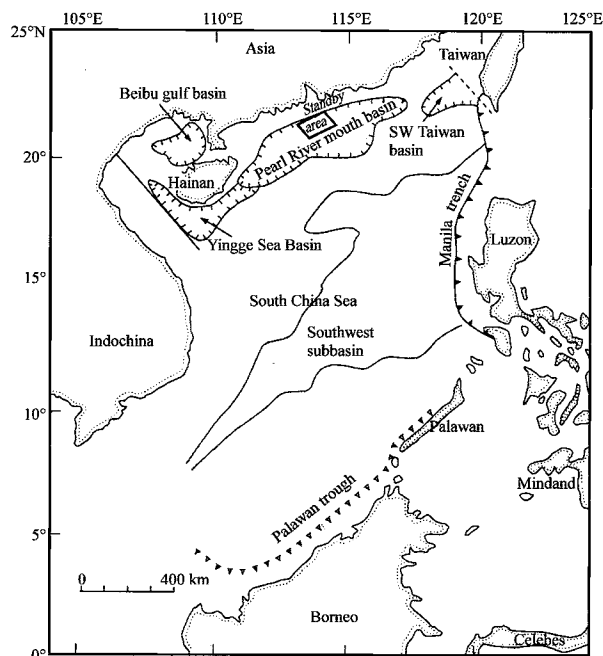 105°E
110°E
115°E
120°E
125°E
25°N
Asia
Taiwan
Beibu gulf basin
Standby
area
Pearl River mouth basin
SW Taiwan
basin
20°
Hainan
Yingge Sea Basin
Manila trench
Luzon
15°
South China Sea
Indochina
Southwest
subbasin
10°
Palawan
Mindand
Palawan trough
5°
0
400 km
Borneo
Celebes
0°